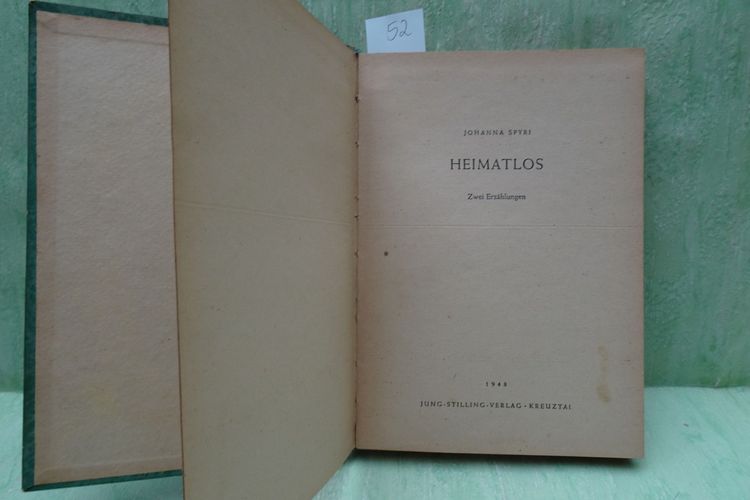 52
JOHANNA SPYRI
HEIMATLOS
Zwei Erzählungen
1948
JUNG-STILLING-VERLAG • KREUZTAL